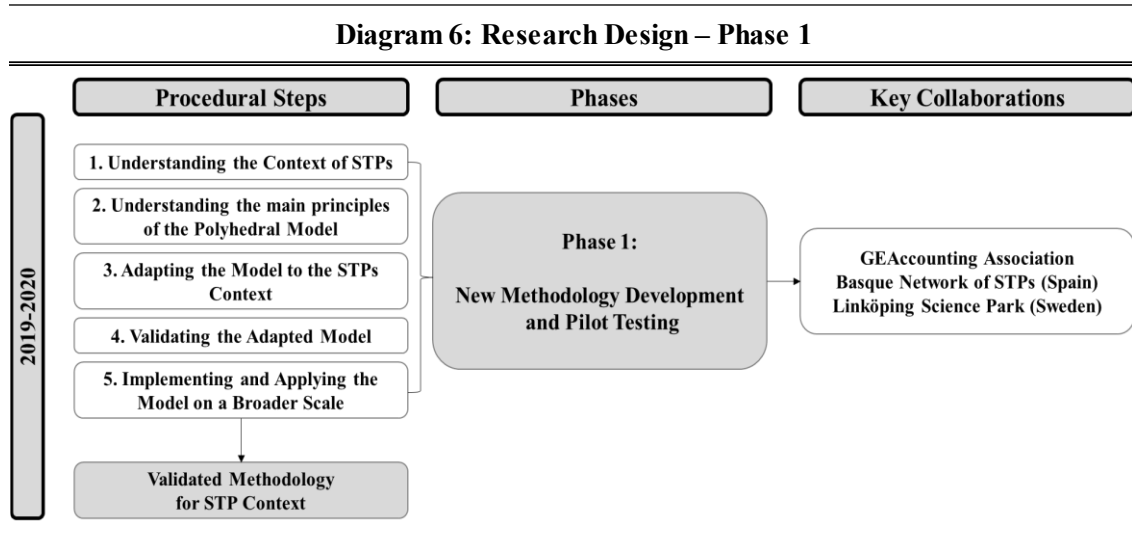 Diagram 6: Research Design – Phase 1
Procedural Steps
Phases
Key Collaborations
2019-2020
1. Understanding the Context of STPs
2. Understanding the main principles
of the Polyhedral Model
3. Adapting the Model to the STPs
Context
4. Validating the Adapted Model
5. Implementing and Applying the
Model on a Broader Scale
Validated Methodology
for STP Context
Phase 1:
New Methodology Development
and Pilot Testing
GEAccounting Association
Basque Network of STPs (Spain)
Linköping Science Park (Sweden)